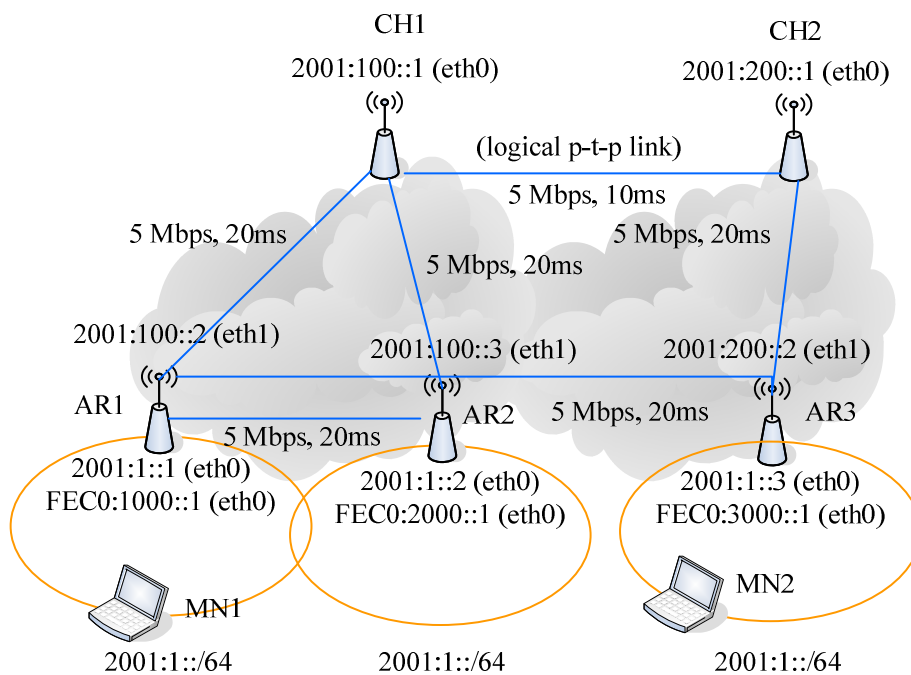 CH1
CH2
2001:100::1 (eth0)
2001:200::1 (eth0)
(logical p-t-p link)
5 Mbps, 10ms
5 Mbps, 20ms
5 Mbps, 20ms
5 Mbps, 20ms
2001:100::2 (eth1)
2001:100::3 (eth1)
2001:200::2 (eth1)
AR1
AR2
AR3
5 Mbps, 20ms
5 Mbps, 20ms
2001:1::1 (eth0)
FEC0:1000::1 (eth0)
2001:1::2 (eth0)
FEC0:2000::1 (eth0)
2001:1::3 (eth0)
FEC0:3000::1 (eth0)
MN1
MN2
2001:1::/64
2001:1::/64
2001:1::/64